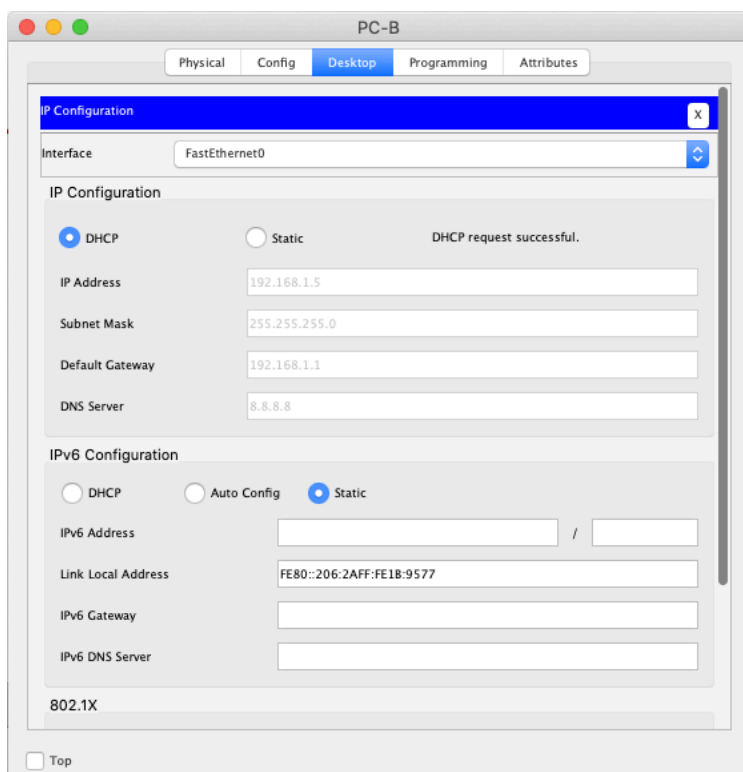 PC-B
Physical Config Desktop Programming Attributes
IP Configuration X
Interface FastEthernet0
IP Configuration
DHCP Static DHCP request successful.
IP Address 192.168.1.5
Subnet Mask 255.255.255.0
Default Gateway 192.168.1.1
DNS Server 8.8.8.8
IPv6 Configuration
DHCP Auto Config Static
IPv6 Address /
Link Local Address FE80::206:2AFF:FE1B:9577
IPv6 Gateway
IPv6 DNS Server
802.1X
Top